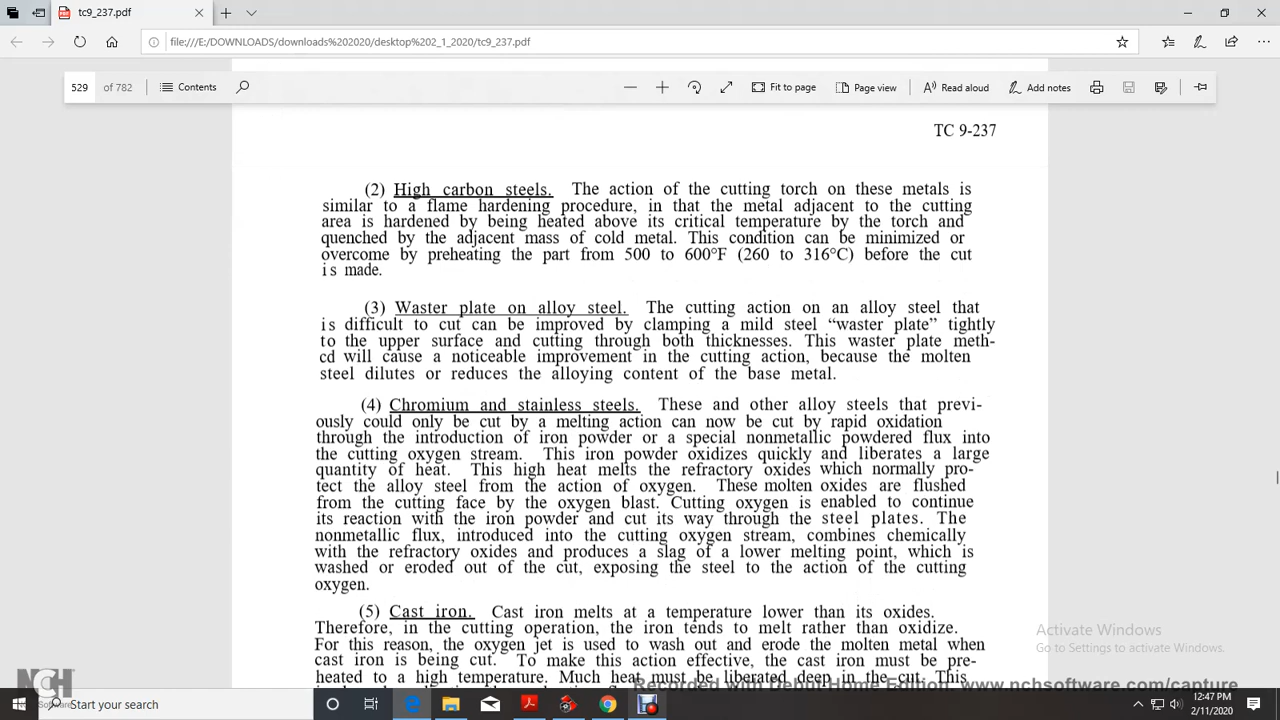 tc9_237.pdf
file:///E:/DOWNLOADS/downloads%202020/desktop%202_1_2020/tc9_237.pdf
529 of 782 Contents Fit to page Page view Read aloud Add notes
TC 9-237
(2) High carbon steels. The action of the cutting torch on these metals is
similar to a flame hardening procedure, in that the metal adjacent to the cutting
area is hardened by being heated above its critical temperature by the torch and
quenched by the adjacent mass of cold metal. This condition can be minimized or
overcome by preheating the part from 500 to 600°F (260 to 316°C) before the cut
is made.
(3) Waster plate on alloy steel. The cutting action on an alloy steel that
is difficult to cut can be improved by clamping a mild steel “waster plate” tightly
to the upper surface and cutting through both thicknesses. This waster plate meth-
cd will cause a noticeable improvement in the cutting action, because the molten
steel dilutes or reduces the alloying content of the base metal.
(4) Chromium and stainless steels. These and other alloy steels that previ-
ously could only be cut by a melting action can now be cut by rapid oxidation
through the introduction of iron powder or a special nonmetallic powdered flux into
the cutting oxygen stream. This iron powder oxidizes quickly and liberates a large
quantity of heat. This high heat melts the refractory oxides which normally pro-
tect the alloy steel from the action of oxygen. These molten oxides are flushed
from the cutting face by the oxygen blast. Cutting oxygen is enabled to continue
its reaction with the iron powder and cut its way through the steel plates. The
nonmetallic flux, introduced into the cutting oxygen stream, combines chemically
with the refractory oxides and produces a slag of a lower melting point, which is
washed or eroded out of the cut, exposing the steel to the action of the cutting
oxygen.
(5) Cast iron. Cast iron melts at a temperature lower than its oxides.
Therefore, in the cutting operation, the iron tends to melt rather than oxidize.
For this reason, the oxygen jet is used to wash out and erode the molten metal when
cast iron is being cut. To make this action effective, the cast iron must be pre-
heated to a high temperature. Much heat must be liberated deep in the cut. This
Activate Windows
Go to Settings to activate Windows.
Recorded with Debut Home Edition. www.nchsoftware.com/capture
NCH Software
Start your search here
12:47 PM
2/11/2020